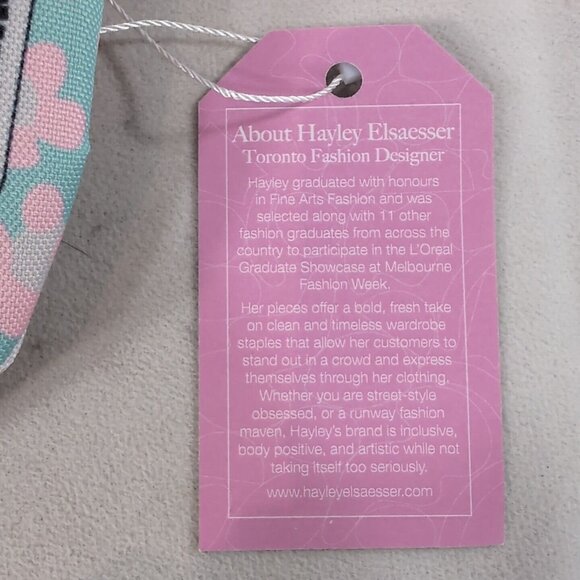 About Hayley Elsaesser
Toronto Fashion Designer
Hayley graduated with honours
in Fine Arts Fashion and was
selected along with 11 other
fashion graduates from across the
country to participate in the L'Oreal
Graduate Showcase at Melbourne
Fashion Week.
Her pieces offer a bold, fresh take
on clean and timeless wardrobe
staples that allow her customers to
stand out in a crowd and express
themselves through her clothing.
Whether you are street-style
obsessed, or a runway fashion
maven, Hayley's brand is inclusive,
body positive, and artistic while not
taking itself too seriously.
www.hayleyelsaesser.com